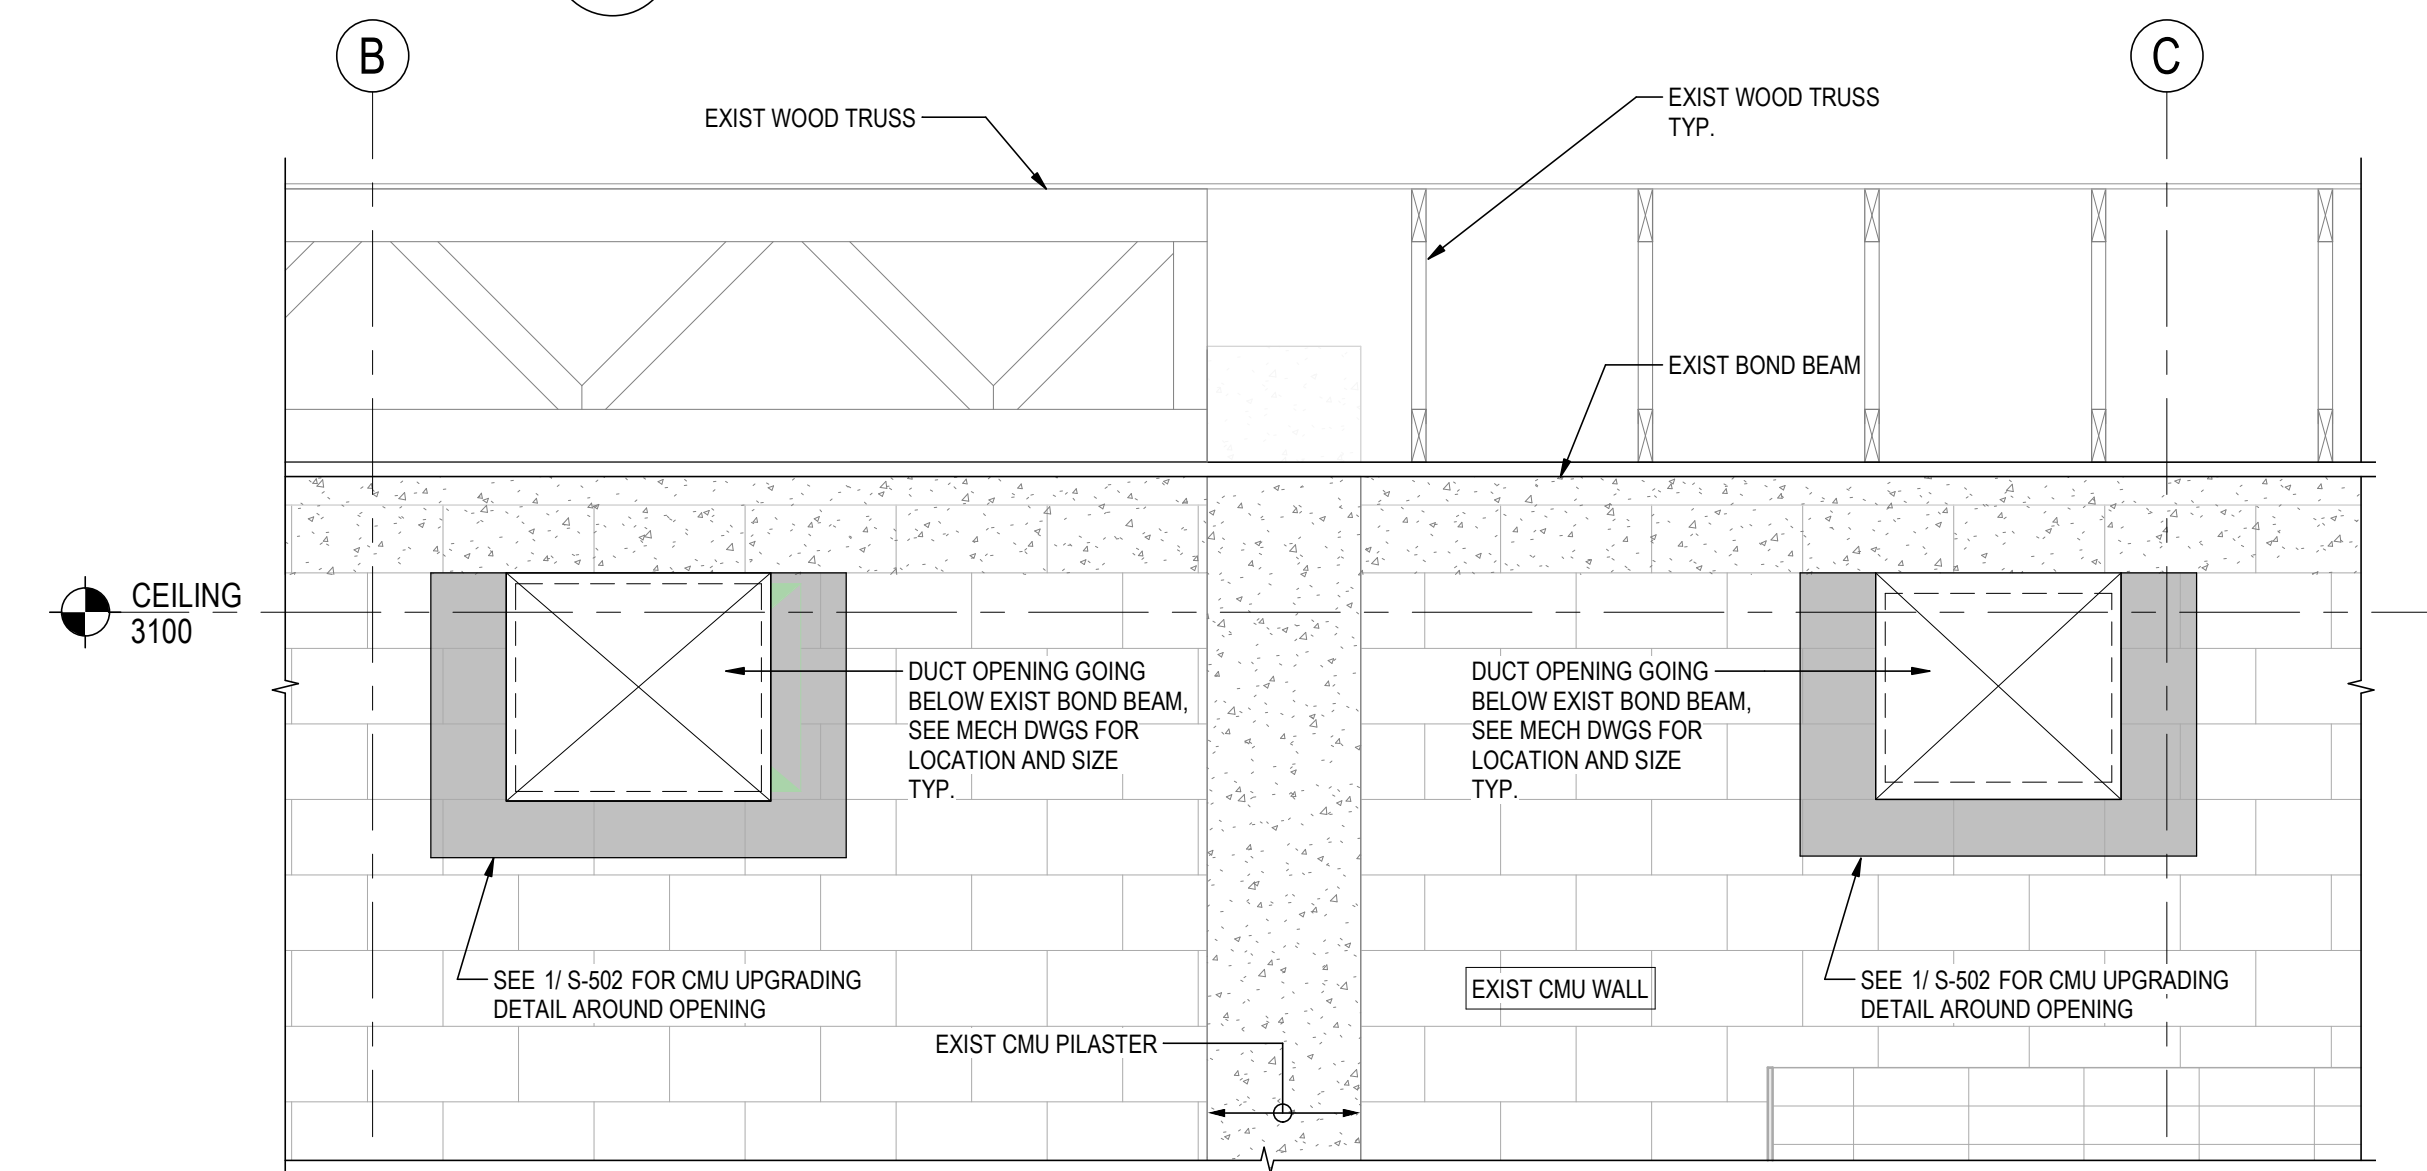 B
C
EXIST WOOD TRUSS
EXIST WOOD TRUSS
TYP.
EXIST BOND BEAM
CEILING
3100
DUCT OPENING GOING
BELOW EXIST BOND BEAM,
SEE MECH DWGS FOR
LOCATION AND SIZE
TYP.
DUCT OPENING GOING
BELOW EXIST BOND BEAM,
SEE MECH DWGS FOR
LOCATION AND SIZE
TYP.
SEE 1/ S-502 FOR CMU UPGRADING
DETAIL AROUND OPENING
EXIST CMU WALL
SEE 1/ S-502 FOR CMU UPGRADING
DETAIL AROUND OPENING
EXIST CMU PILASTER